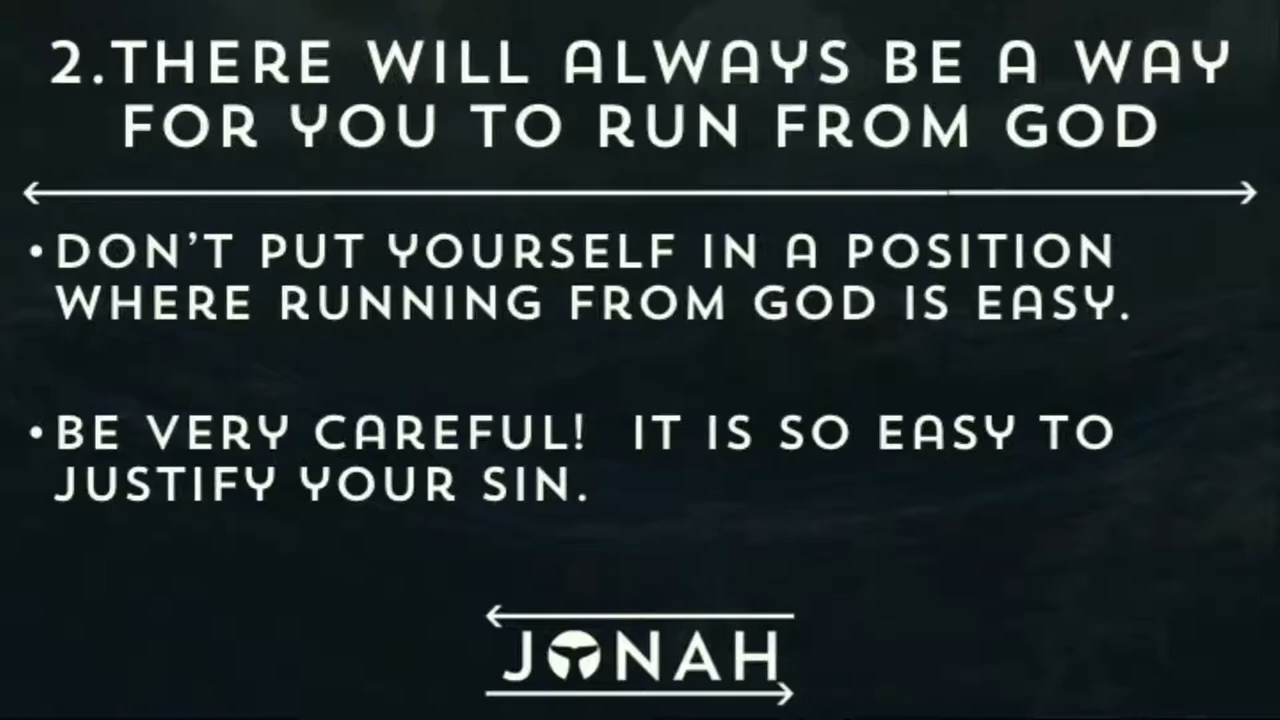 2.THERE WILL ALWAYS BE A WAY
FOR YOU TO RUN FROM GOD
•DON'T PUT YOURSELF IN A POSITION
WHERE RUNNING FROM GOD IS EASY.
•BE VERY CAREFUL! IT IS SO EASY TO
JUSTIFY YOUR SIN.
JONAH